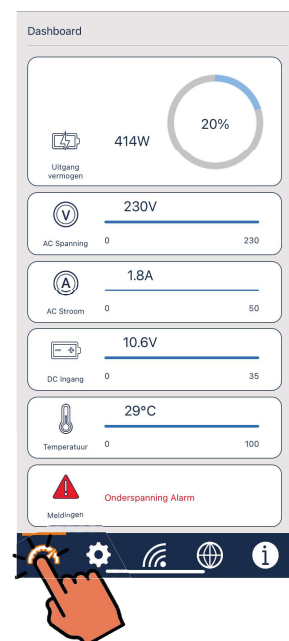 Dashboard
414W
20%
Uitgang
vermogen
230V
AC Spanning
0
230
1.8A
AC Stroom
0
50
10.6V
DC Ingang
0
35
29°C
Temperatuur
0
100
Onderspanning Alarm
Meldingen